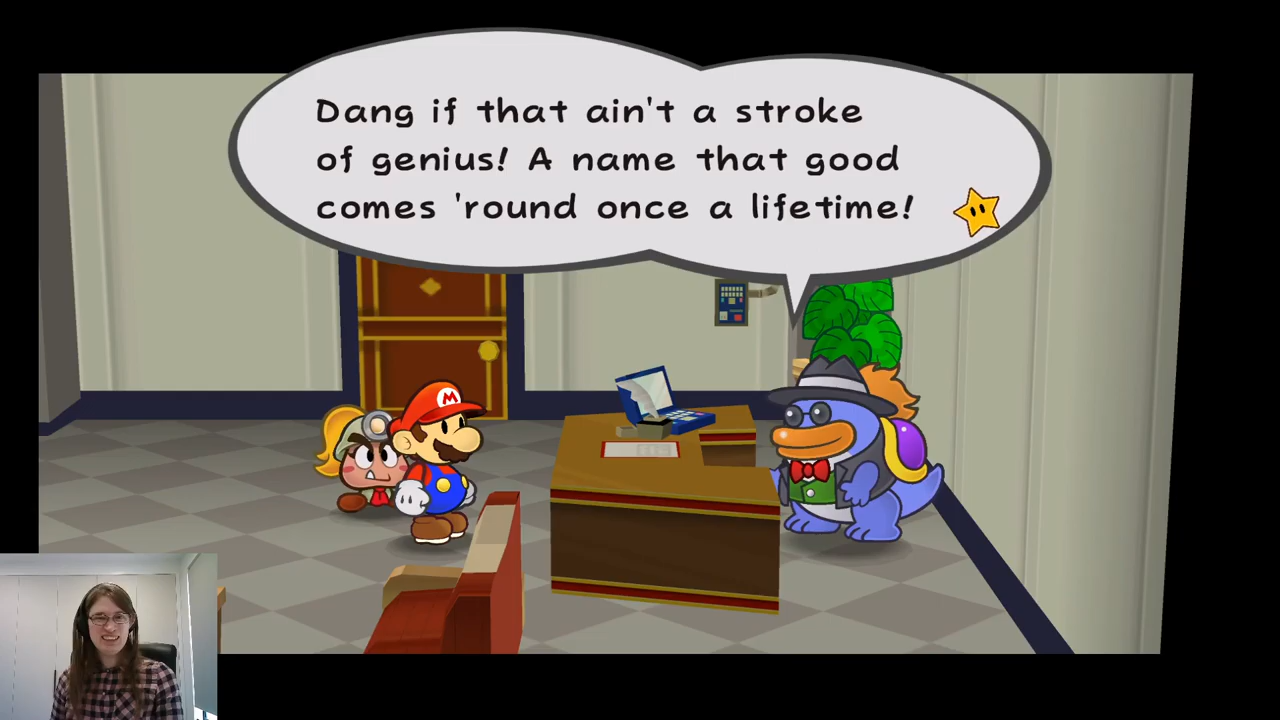 Dang if that ain't a stroke
of genius! A name that good
comes 'round once a lifetime!
M